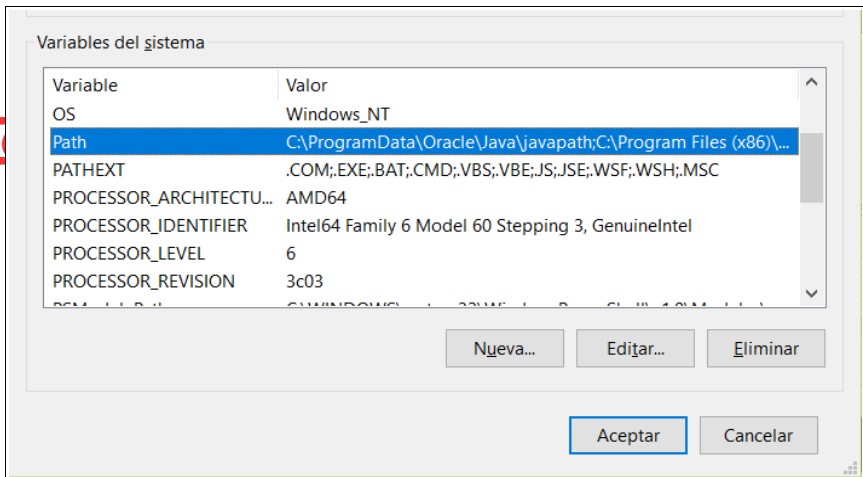 Variables del sistema
Variable Valor
OS Windows_NT
Path C:\ProgramData\Oracle\Java\javapath;C:\Program Files (x86)\...
PATHEXT .COM;.EXE;.BAT;.CMD;.VBS;.VBE;.JS;.JSE;.WSF;.WSH;.MSC
PROCESSOR_ARCHITECTU... AMD64
PROCESSOR_IDENTIFIER Intel64 Family 6 Model 60 Stepping 3, GenuineIntel
PROCESSOR_LEVEL 6
PROCESSOR_REVISION 3c03
Nueva... Editar... Eliminar
Aceptar Cancelar